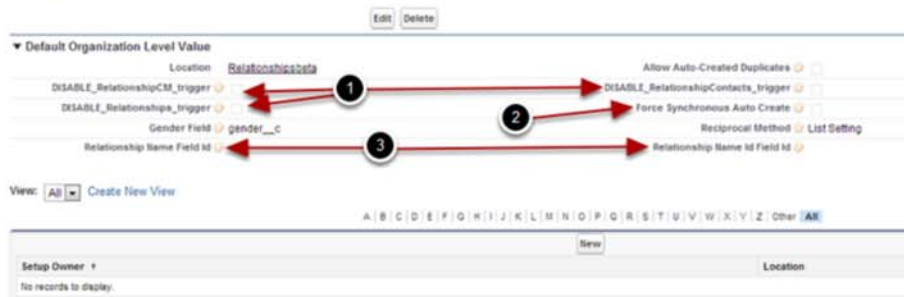 Edit Delete
Default Organization Level Value
Location Relationshipsbeta Allow Auto-Created Duplicates
DISABLE_RelationshipCM_trigger DISABLE_RelationshipContacts_trigger
1
DISABLE_Relationships_trigger Force Synchronous Auto Create
2
Gender Field gender__c Reciprocal Method List Setting
Relationship Name Field Id 3 Relationship Name Id Field Id
View: All Create New View
A | B | C | D | E | F | G | H | I | J | K | L | M | N | O | P | Q | R | S | T | U | V | W | X | Y | Z | Other All
New
Setup Owner ↑ Location
No records to display.